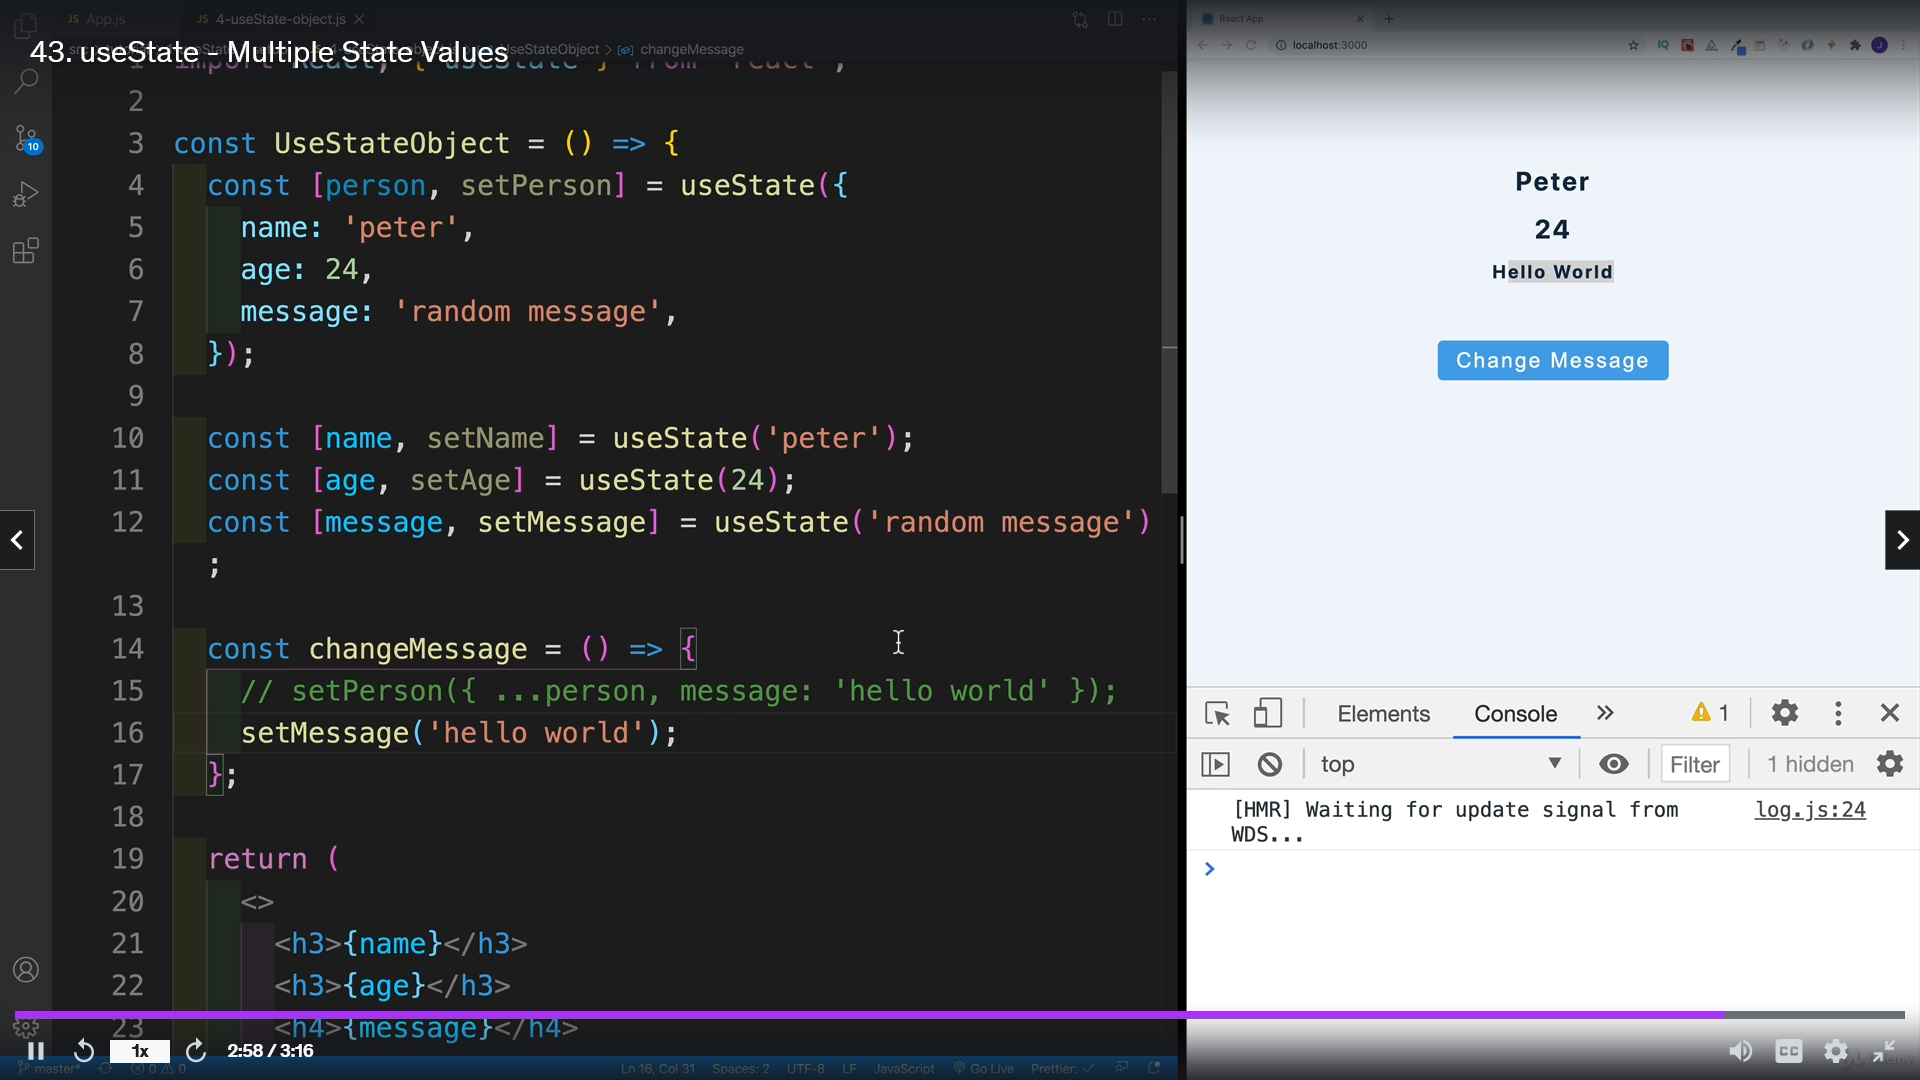 App.js
4-useState-object.js
React App
43. useState - Multiple State Values
UseStateObject > changeMessage
localhost:3000
2
3 const UseStateObject = () => {
4 const [person, setPerson] = useState({
5 name: 'peter',
6 age: 24,
7 message: 'random message',
8 });
9
10 const [name, setName] = useState('peter');
11 const [age, setAge] = useState(24);
12 const [message, setMessage] = useState('random message')
;
13
14 const changeMessage = () => {
15 // setPerson({ ...person, message: 'hello world' });
16 setMessage('hello world');
17 };
18
19 return (
20 <>
21 <h3>{name}</h3>
22 <h3>{age}</h3>
23 <h4>{message}</h4>
10
Peter
24
Hello World
Change Message
Elements
Console
1
top
Filter
1 hidden
[HMR] Waiting for update signal from
WDS...
log.js:24
1x
2:58 / 3:16
CC
master*
0
0
Ln 16, Col 31
Spaces: 2
UTF-8
LF
JavaScript
Go Live
Prettier: